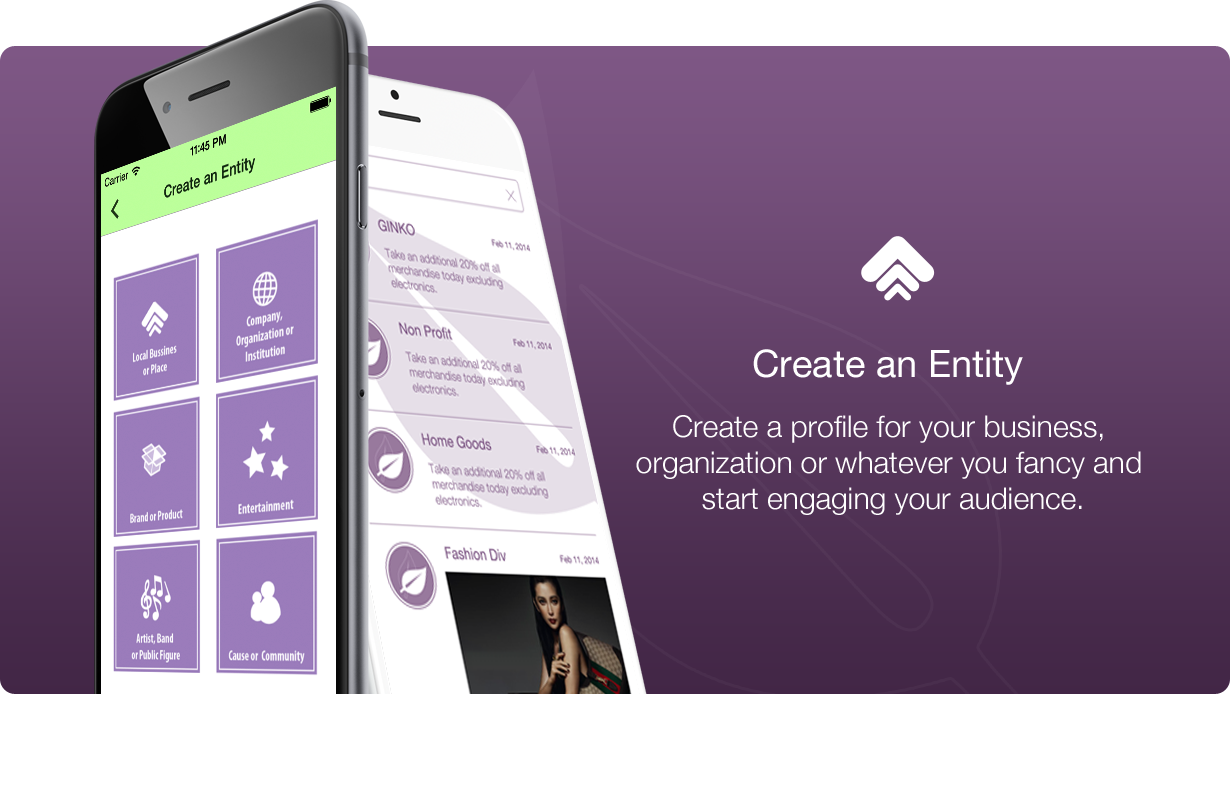 Carrier
11:45 PM
Create an Entity
Local Bussines
or Place
Company,
Organization or
Institution
Brand or Product
Entertainment
Artist, Band
or Public Figure
Cause or Community
GINKO
Feb 11, 2014
Take an additional 20% off all
merchandise today excluding
electronics.
Non Profit
Feb 11, 2014
Take an additional 20% off all
merchandise today excluding
electronics.
Home Goods
Feb 11, 2014
Take an additional 20% off all
merchandise today excluding
electronics.
Fashion Div
Feb 11, 2014
Create an Entity
Create a profile for your business,
organization or whatever you fancy and
start engaging your audience.